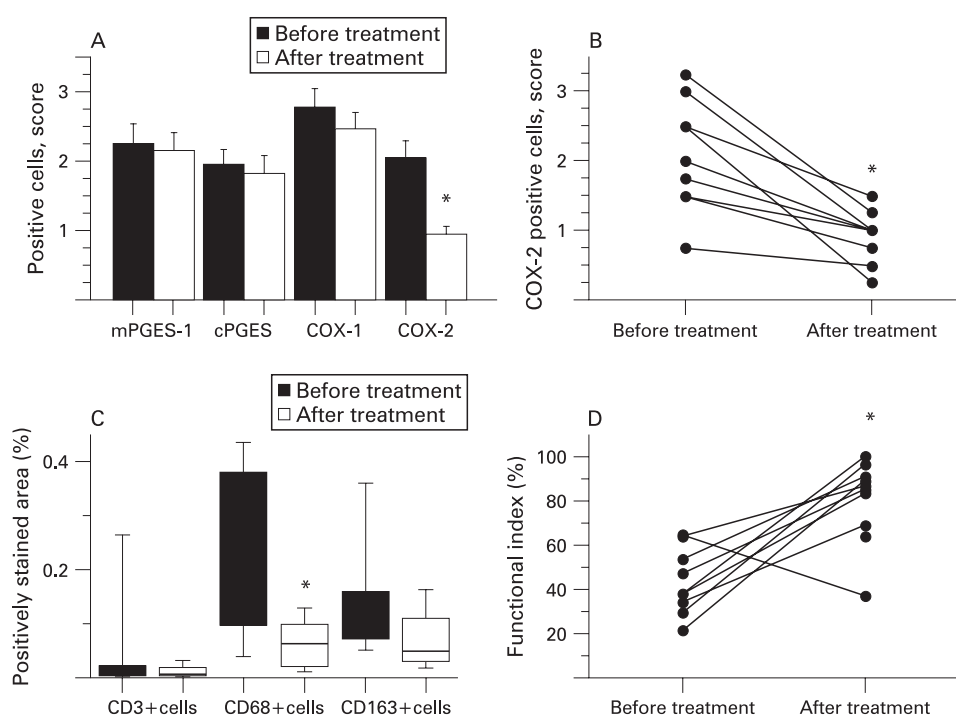 A
Before treatment
After treatment
Positive cells, score
3
2
1
mPGES-1 cPGES COX-1 COX-2
*
B
COX-2 positive cells, score
3
2
1
*
Before treatment After treatment
C
Before treatment
After treatment
Positively stained area (%)
0.4
0.2
*
CD3+cells CD68+cells CD163+cells
D
*
Functional index (%)
100
80
60
40
20
Before treatment After treatment